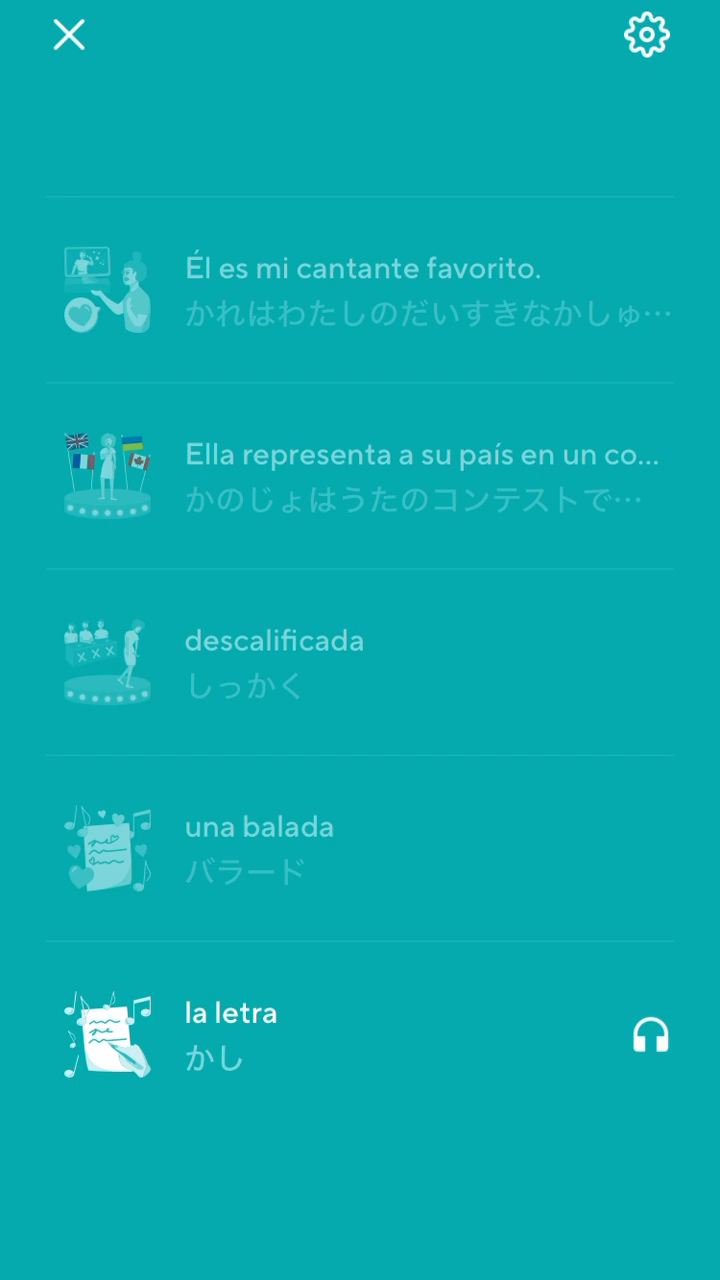 Él es mi cantante favorito.
かれはわたしのだいすきなかしゅ…
Ella representa a su país en un co...
かのじょはうたのコンテストで…
descalificada
しっかく
una balada
バラード
la letra
かし